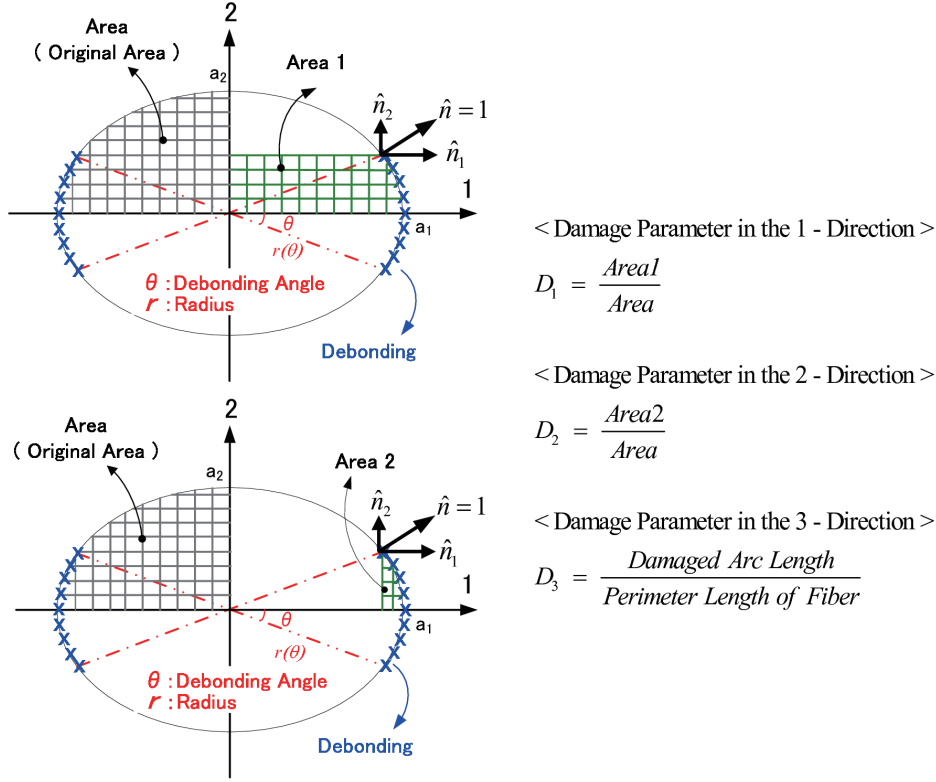 2
Area
( Original Area )
Area 1
a₂
n̂₂
n̂ = 1
n̂₁
1
θ
a₁
r(θ)
θ : Debonding Angle
r : Radius
Debonding
2
Area
( Original Area )
Area 2
a₂
n̂₂
n̂ = 1
n̂₁
1
θ
a₁
r(θ)
θ : Debonding Angle
r : Radius
Debonding
< Damage Parameter in the 1 - Direction >
D₁ = Area1 / Area
< Damage Parameter in the 2 - Direction >
D₂ = Area2 / Area
< Damage Parameter in the 3 - Direction >
D₃ = Damaged Arc Length / Perimeter Length of Fiber